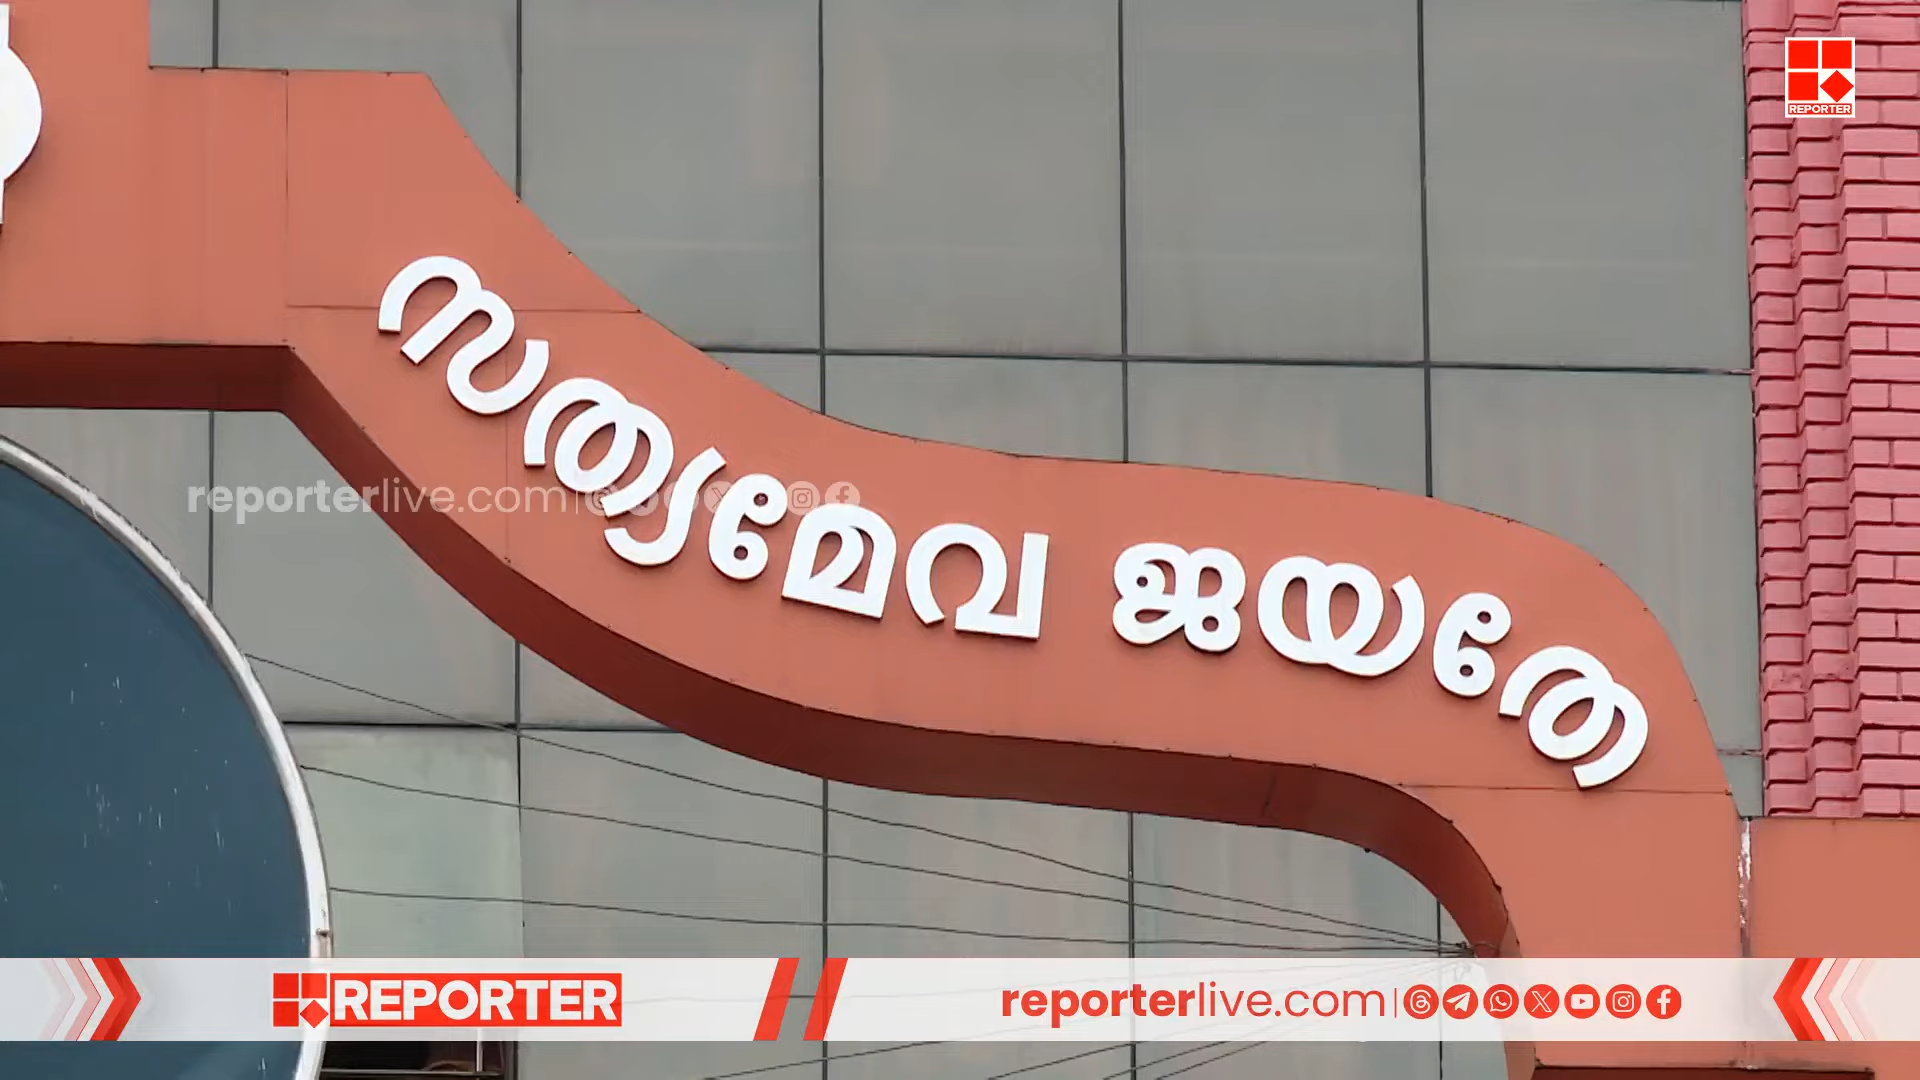 REPORTER
സത്യമേവ ജയതേ
reporterlive.com
REPORTER
reporterlive.com